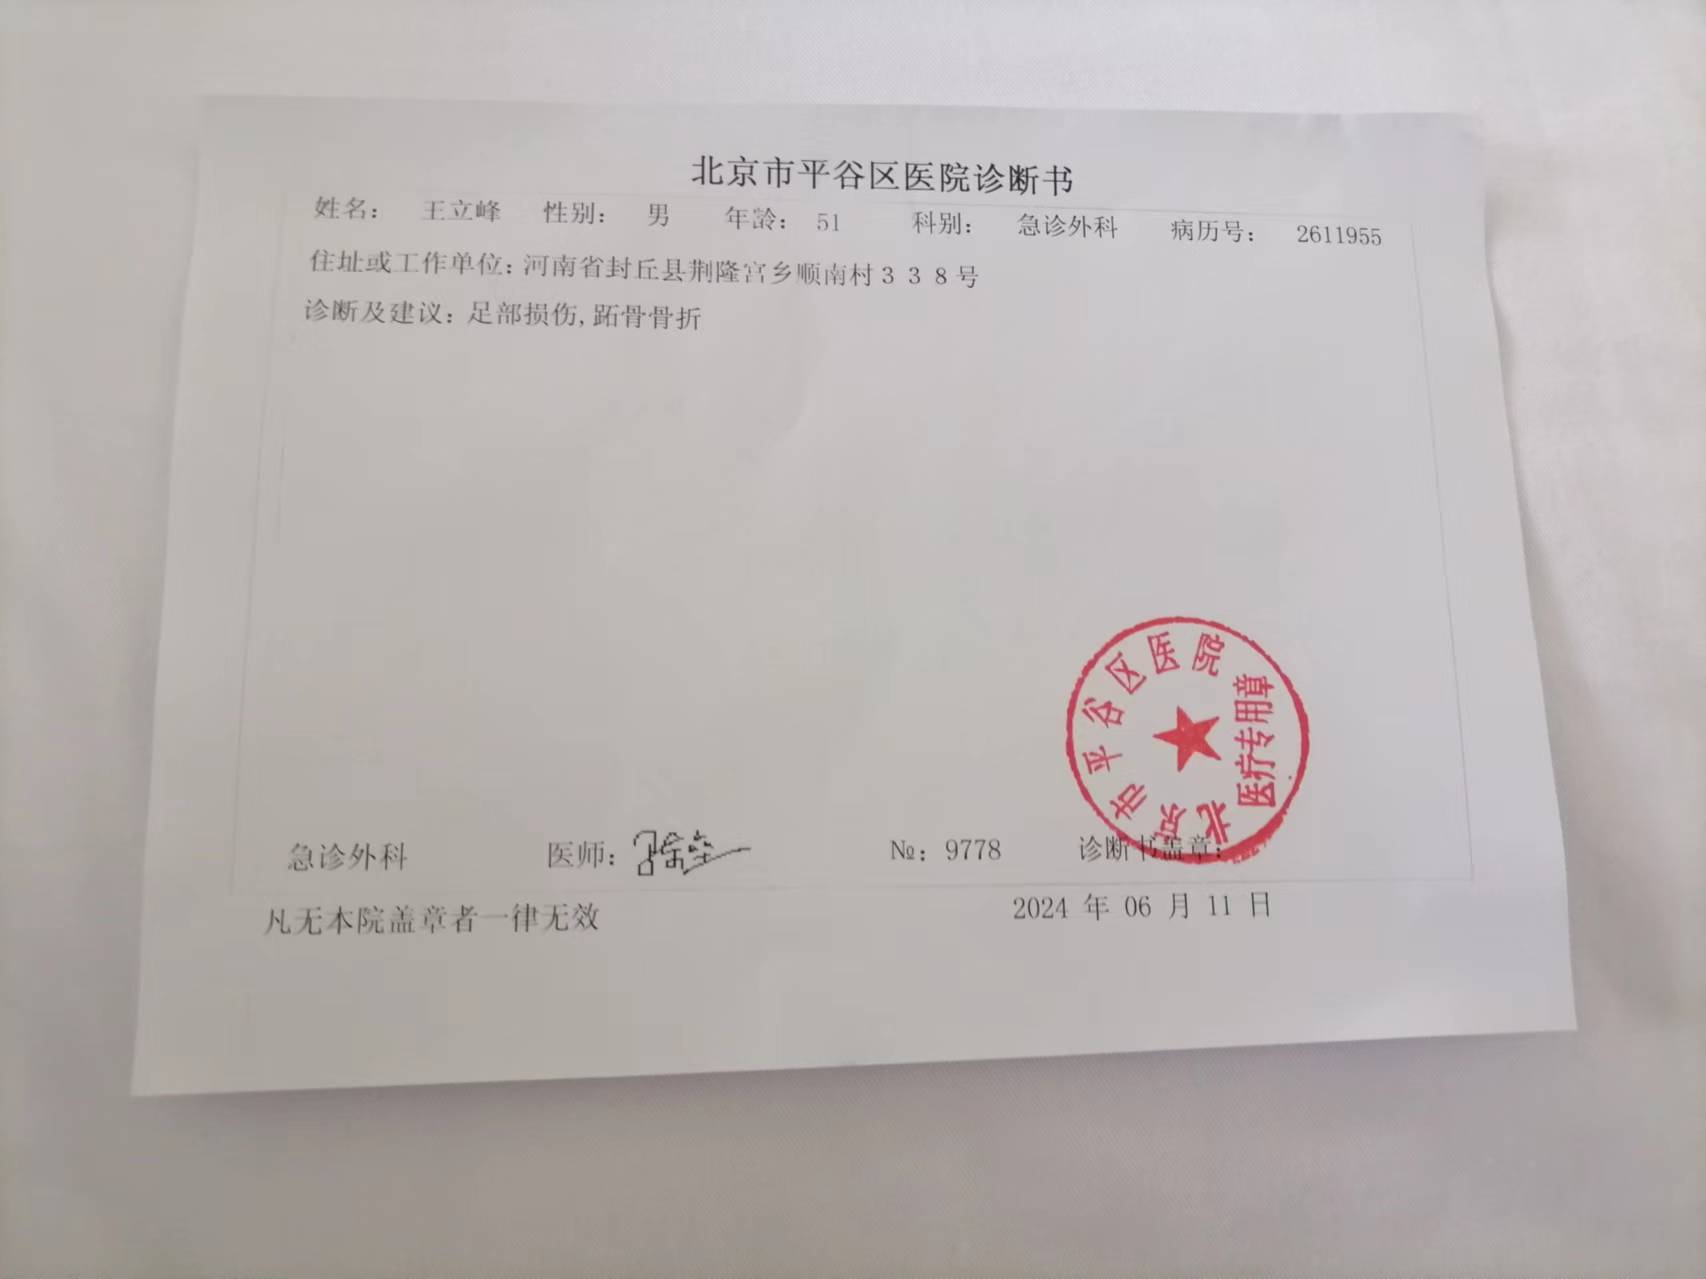 北京市平谷区医院诊断书
姓名： 王立峰 性别： 男 年龄： 51 科别： 急诊外科 病历号： 2611955
住址或工作单位：河南省封丘县荆隆宫乡顺南村３３８号
诊断及建议：足部损伤,跖骨骨折
北京市平谷区医院
医疗专用章
急诊外科 医师： №：9778 诊断书盖章：
凡无本院盖章者一律无效 2024 年 06 月 11 日